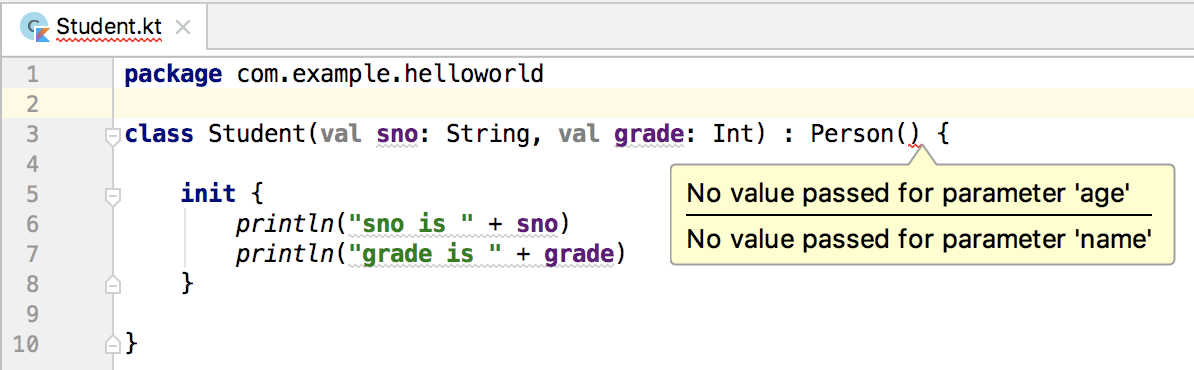 Student.kt
1 package com.example.helloworld
2
3 class Student(val sno: String, val grade: Int) : Person() {
4
No value passed for parameter 'age'
5 init {
6 println("sno is " + sno)
No value passed for parameter 'name'
7 println("grade is " + grade)
8 }
9
10 }